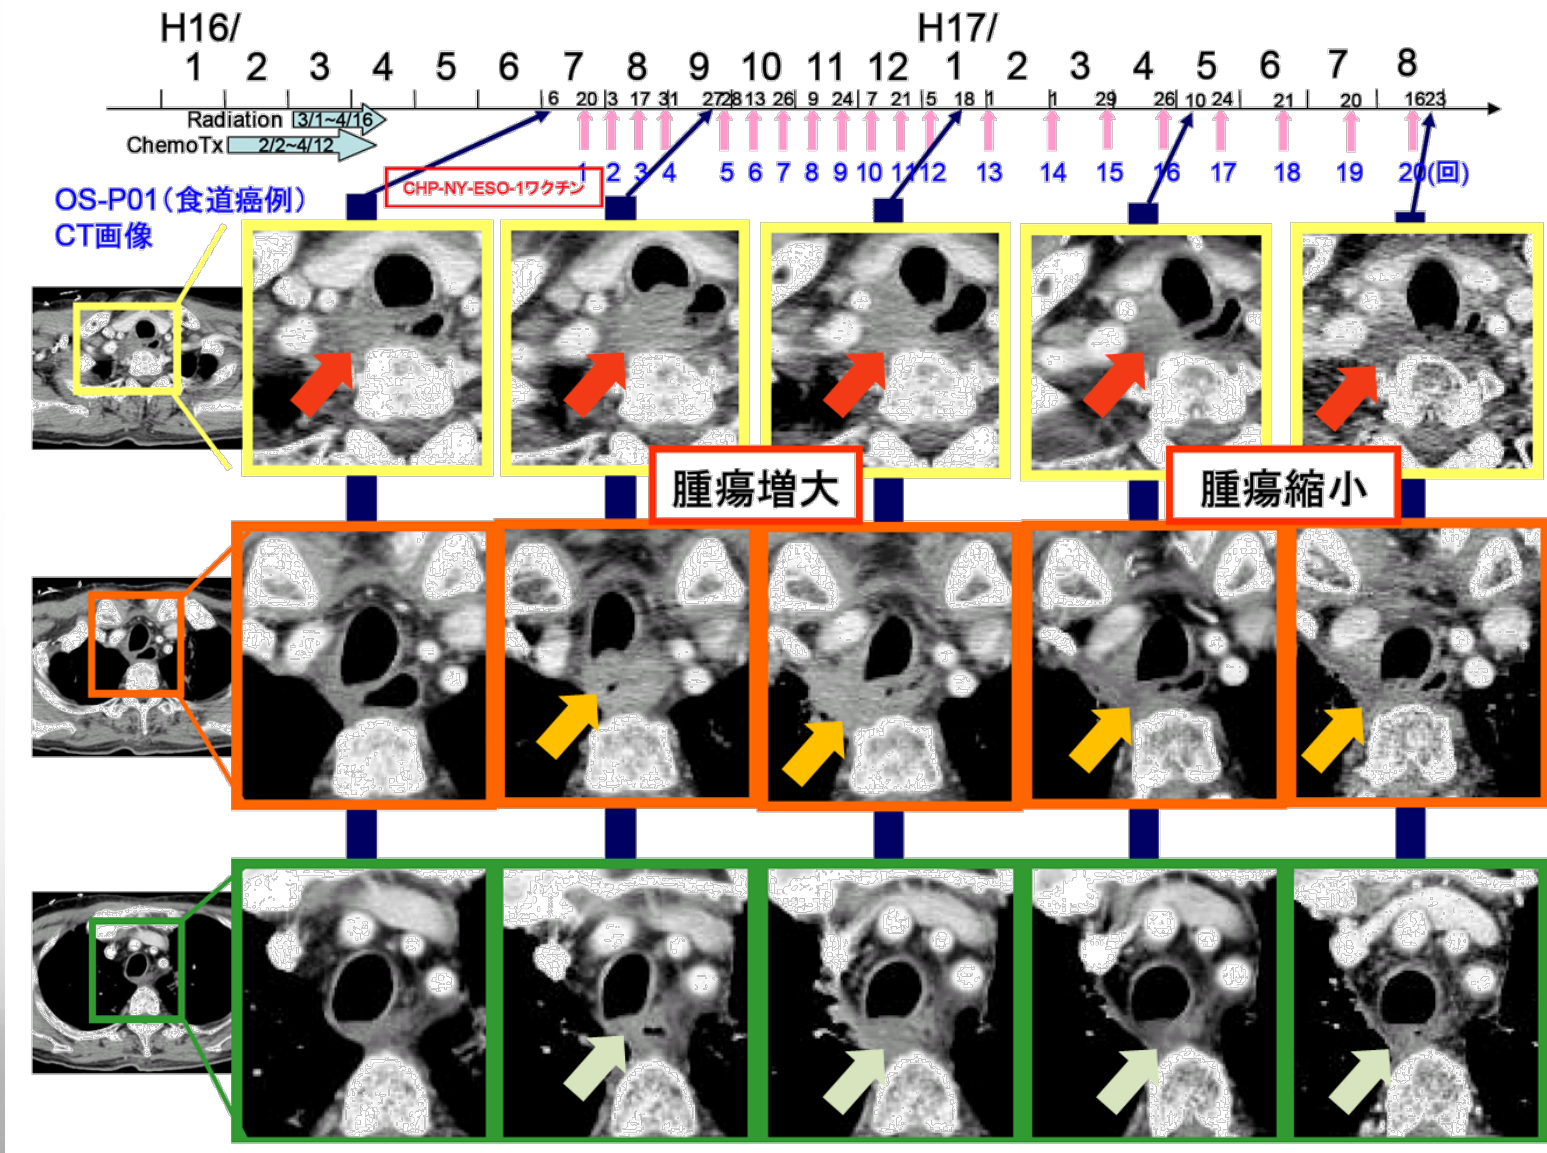 H16/ H17/
1 2 3 4 5 6 7 8 9 10 11 12 1 2 3 4 5 6 7 8
6 20 3 17 31 27 28 13 26 9 24 7 21 5 18 1 1 29 26 10 24 21 20 16 23
Radiation 3/1~4/16
ChemoTx 2/2~4/12
1 2 3 4 5 6 7 8 9 10 11 12 13 14 15 16 17 18 19 20(回)
CHP-NY-ESO-1ワクチン
OS-P01(食道癌例)
CT画像
腫瘍増大
腫瘍縮小